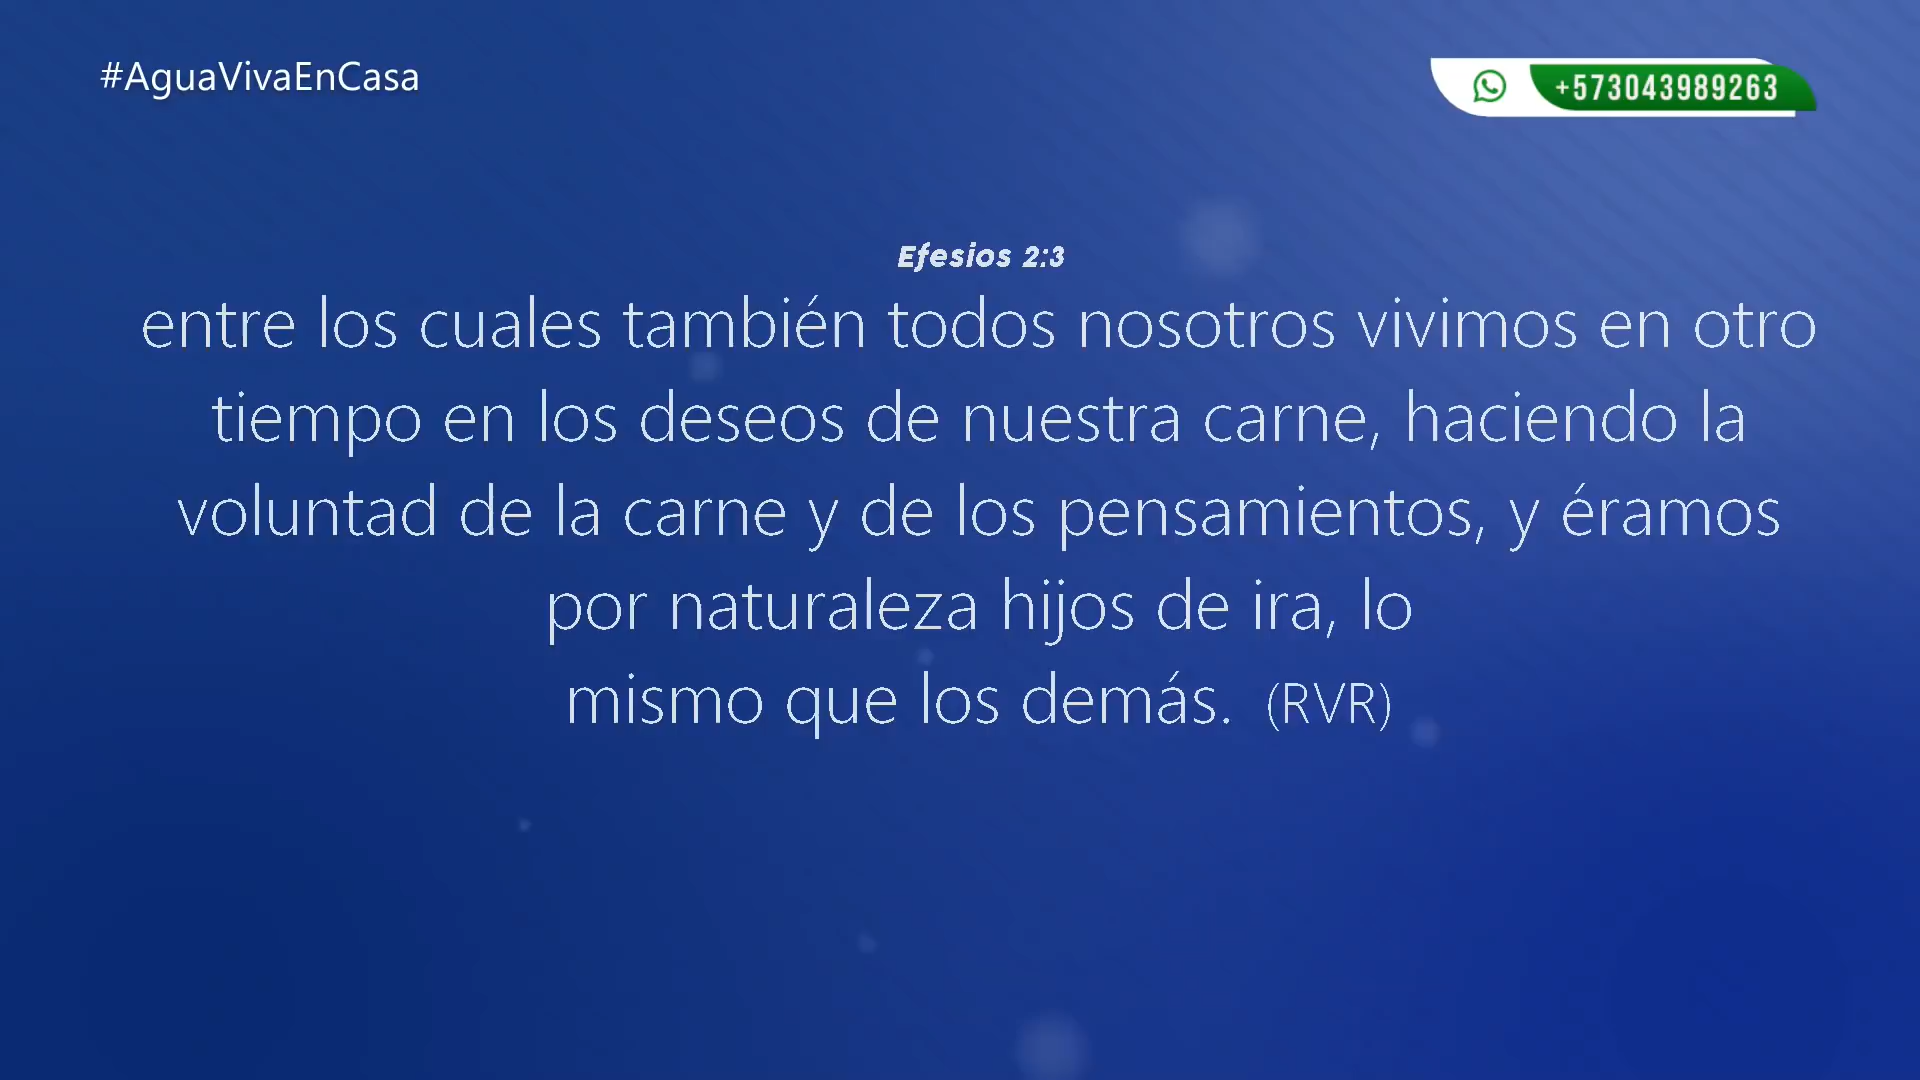 #AguaVivaEnCasa
+573043989263
Efesios 2:3
entre los cuales también todos nosotros vivimos en otro
tiempo en los deseos de nuestra carne, haciendo la
voluntad de la carne y de los pensamientos, y éramos
por naturaleza hijos de ira, lo
mismo que los demás. (RVR)